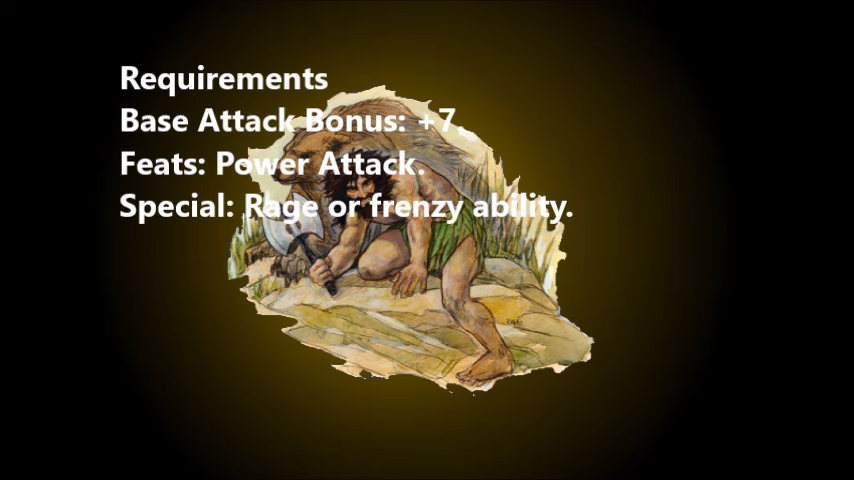 Requirements
Base Attack Bonus: +7.
Feats: Power Attack.
Special: Rage or frenzy ability.